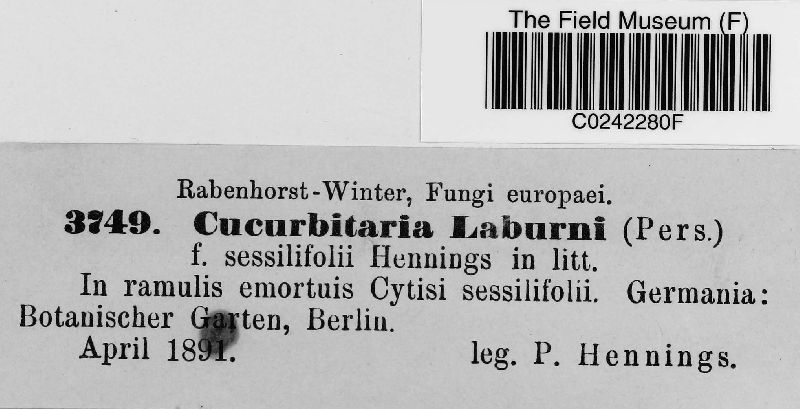 The Field Museum (F)
C0242280F
Rabenhorst-Winter, Fungi europaei.
3749. Cucurbitaria Laburni (Pers.)
f. sessilifolii Hennings in litt.
In ramulis emortuis Cytisi sessilifolii. Germania:
Botanischer Garten, Berlin.
April 1891. leg. P. Hennings.